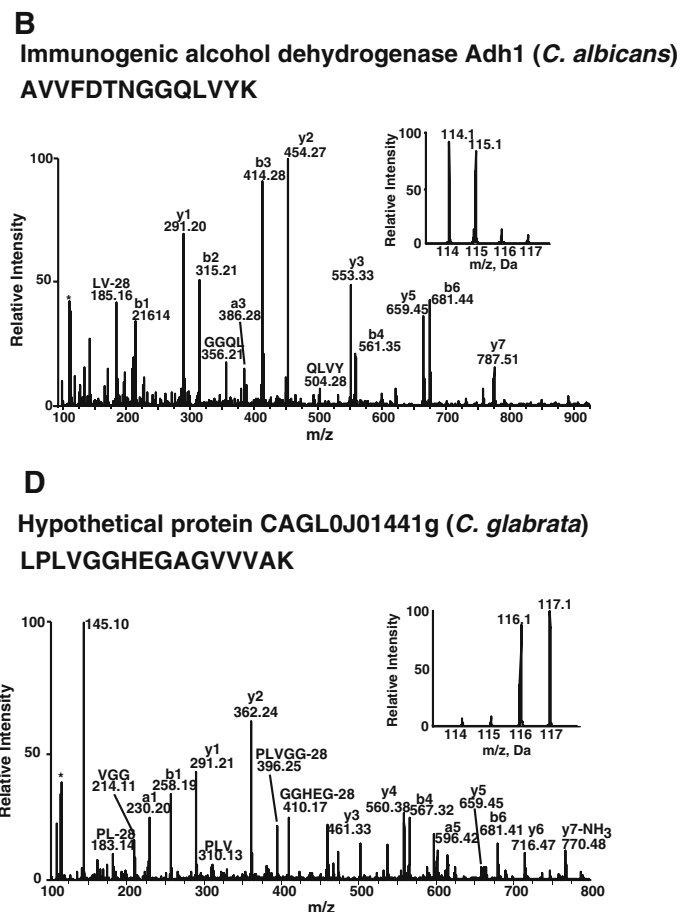 B
Immunogenic alcohol dehydrogenase Adh1 (C. albicans)
AVVFDTNGGQLVYK
Relative Intensity
100
50
0
*
LV-28
185.16
b1
21614
y1
291.20
b2
315.21
GGQL
356.21
a3
386.28
b3
414.28
y2
454.27
QLVY
504.28
y3
553.33
b4
561.35
y5
659.45
b6
681.44
y7
787.51
100 200 300 400 500 600 700 800 900
m/z
Relative Intensity
100
50
0
114.1
115.1
114 115 116 117
m/z, Da
D
Hypothetical protein CAGL0J01441g (C. glabrata)
LPLVGGHEGAGVVVAK
Relative Intensity
100
50
0
*
145.10
PL-28
183.14
VGG
214.11
a1
230.20
b1
258.19
y1
291.21
PLV
310.13
y2
362.24
PLVGG-28
396.25
GGHEG-28
410.17
y3
461.33
y4
560.38
b4
567.32
a5
596.42
y5
659.45
b6
681.41
y6
716.47
y7-NH3
770.48
100 200 300 400 500 600 700 800
m/z
Relative Intensity
100
50
0
116.1
117.1
114 115 116 117
m/z, Da